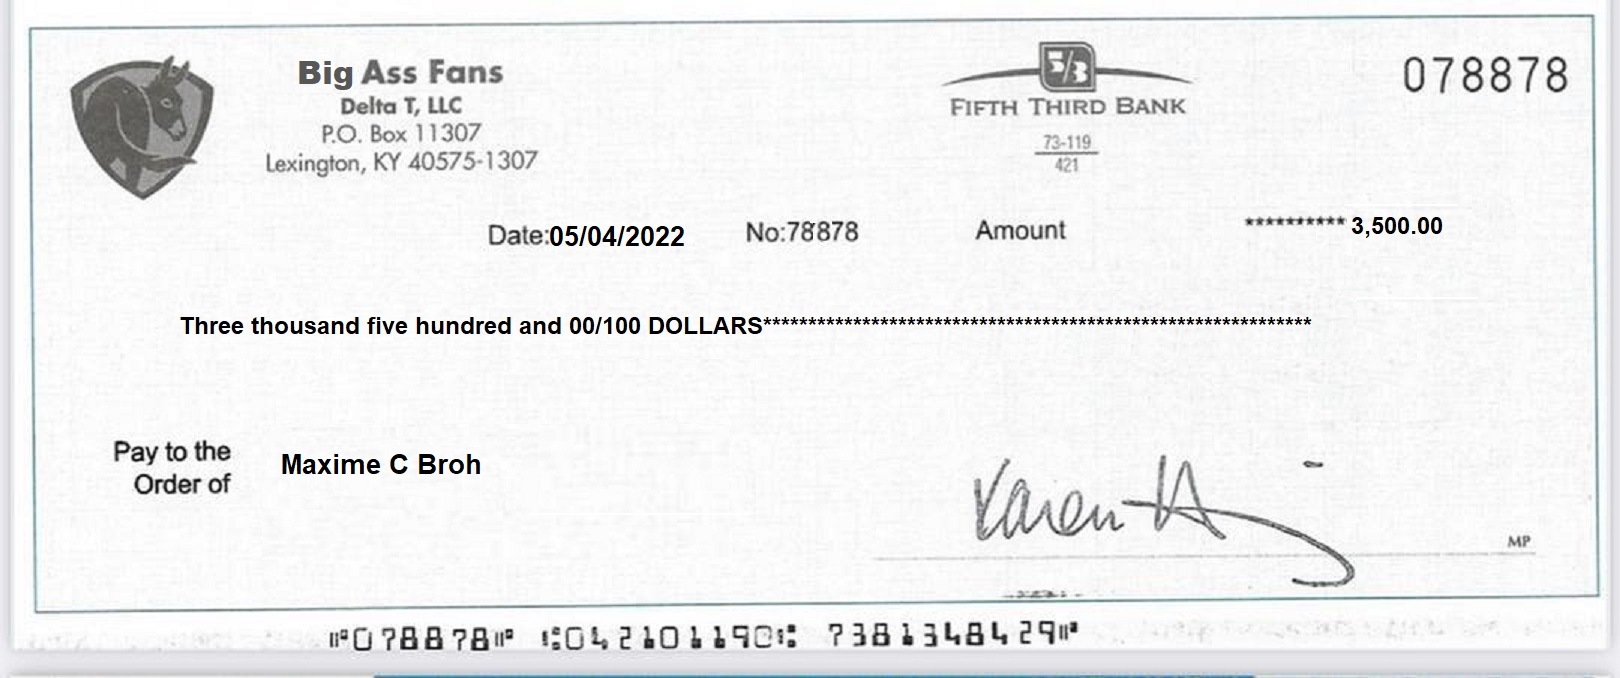 Big Ass Fans
Delta T, LLC
P.O. Box 11307
Lexington, KY 40575-1307
5/3
FIFTH THIRD BANK
73-119
421
078878
Date:05/04/2022 No:78878 Amount ********** 3,500.00
Three thousand five hundred and 00/100 DOLLARS*************************************************************
Pay to the
Order of
Maxime C Broh
Karen
MP
⑈078878⑈ ⑆042101190⑆ 7381348429⑈